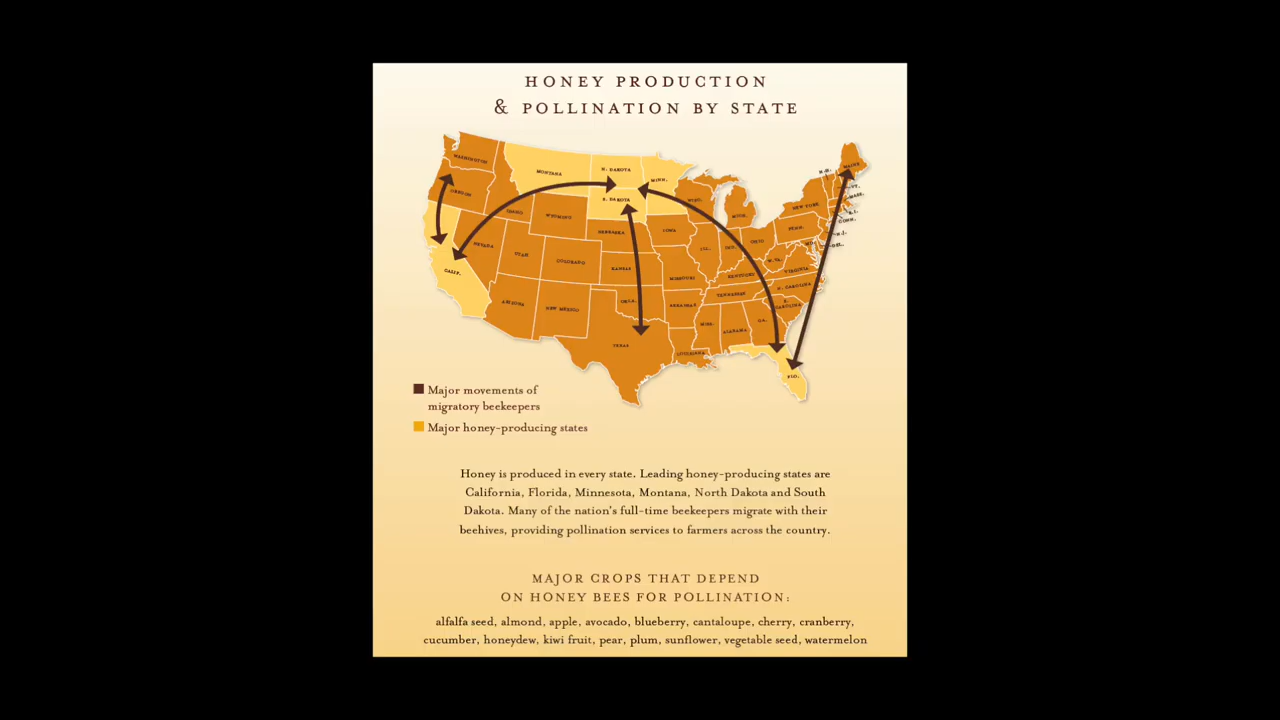 HONEY PRODUCTION
& POLLINATION BY STATE
WASHINGTON
MONTANA
N. DAKOTA
MINN.
MAINE
OREGON
IDAHO
WYOMING
S. DAKOTA
WISC.
MICH.
NEW YORK
VT.
MASS.
R.I.
CONN.
N.J.
DEL.
NEVADA
UTAH
COLORADO
NEBRASKA
IOWA
ILL.
IND.
OHIO
PENN.
W. VA.
VIRGINIA
CALIF.
KANSAS
MISSOURI
KENTUCKY
N. CAROLINA
ARIZONA
NEW MEXICO
OKLA.
ARKANSAS
TENNESSEE
S. CAROLINA
TEXAS
LOUISIANA
MISS.
ALABAMA
GA.
FLO.
Major movements of
migratory beekeepers
Major honey-producing states
Honey is produced in every state. Leading honey-producing states are
California, Florida, Minnesota, Montana, North Dakota and South
Dakota. Many of the nation's full-time beekeepers migrate with their
beehives, providing pollination services to farmers across the country.
MAJOR CROPS THAT DEPEND
ON HONEY BEES FOR POLLINATION:
alfalfa seed, almond, apple, avocado, blueberry, cantaloupe, cherry, cranberry,
cucumber, honeydew, kiwi fruit, pear, plum, sunflower, vegetable seed, watermelon